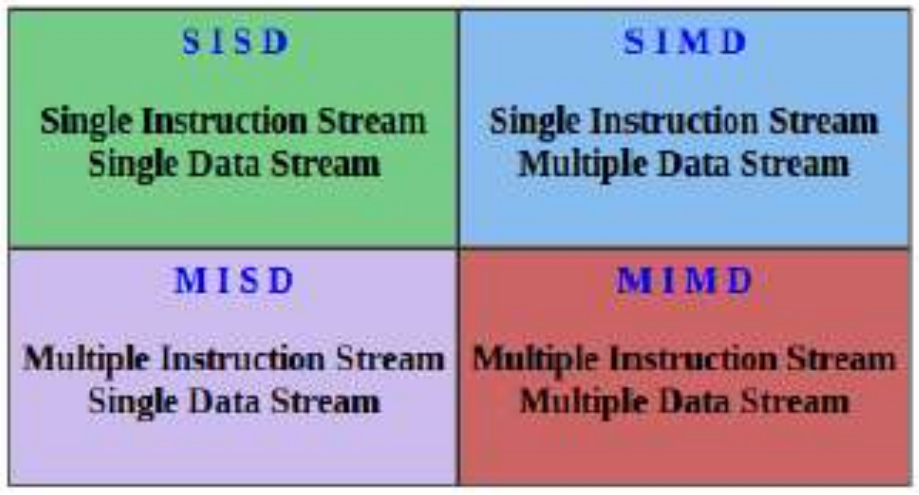 S I S D
Single Instruction Stream
Single Data Stream
S I M D
Single Instruction Stream
Multiple Data Stream
M I S D
Multiple Instruction Stream
Single Data Stream
M I M D
Multiple Instruction Stream
Multiple Data Stream